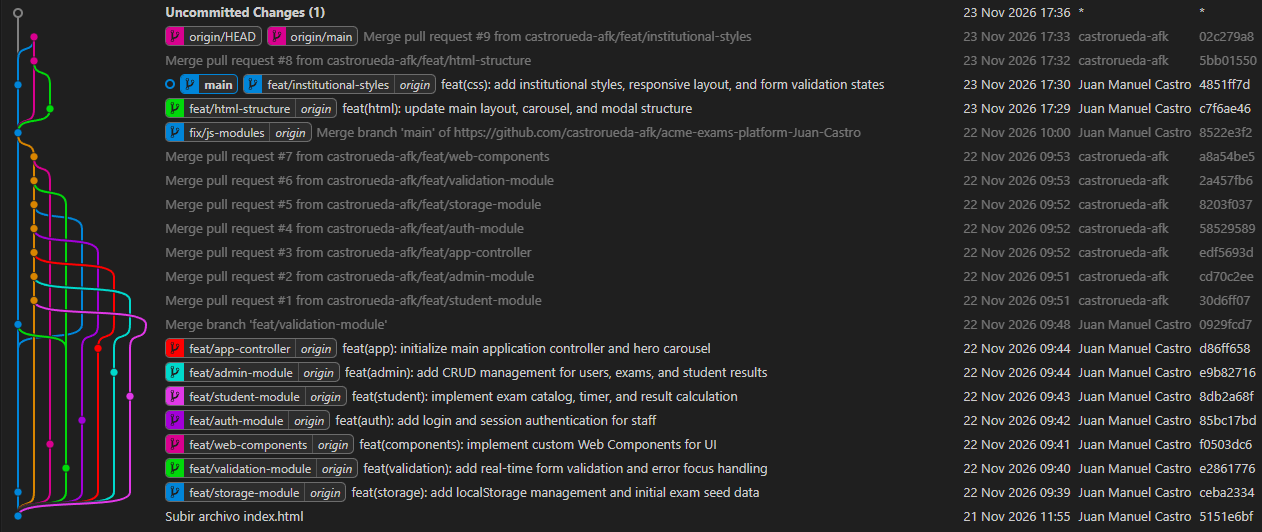 Uncommitted Changes (1) 23 Nov 2026 17:36 * *
origin/HEAD origin/main Merge pull request #9 from castrorueda-afk/feat/institutional-styles 23 Nov 2026 17:33 castrorueda-afk 02c279a8
Merge pull request #8 from castrorueda-afk/feat/html-structure 23 Nov 2026 17:32 castrorueda-afk 5bb01550
main feat/institutional-styles origin feat(css): add institutional styles, responsive layout, and form validation states 23 Nov 2026 17:30 Juan Manuel Castro 4851ff7d
feat/html-structure origin feat(html): update main layout, carousel, and modal structure 23 Nov 2026 17:29 Juan Manuel Castro c7f6ae46
fix/js-modules origin Merge branch 'main' of https://github.com/castrorueda-afk/acme-exams-platform-Juan-Castro 22 Nov 2026 10:00 Juan Manuel Castro 8522e3f2
Merge pull request #7 from castrorueda-afk/feat/web-components 22 Nov 2026 09:53 castrorueda-afk a8a54be5
Merge pull request #6 from castrorueda-afk/feat/validation-module 22 Nov 2026 09:53 castrorueda-afk 2a457fb6
Merge pull request #5 from castrorueda-afk/feat/storage-module 22 Nov 2026 09:52 castrorueda-afk 8203f037
Merge pull request #4 from castrorueda-afk/feat/auth-module 22 Nov 2026 09:52 castrorueda-afk 58529589
Merge pull request #3 from castrorueda-afk/feat/app-controller 22 Nov 2026 09:52 castrorueda-afk edf5693d
Merge pull request #2 from castrorueda-afk/feat/admin-module 22 Nov 2026 09:51 castrorueda-afk cd70c2ee
Merge pull request #1 from castrorueda-afk/feat/student-module 22 Nov 2026 09:51 castrorueda-afk 30d6ff07
Merge branch 'feat/validation-module' 22 Nov 2026 09:48 Juan Manuel Castro 0929fcd7
feat/app-controller origin feat(app): initialize main application controller and hero carousel 22 Nov 2026 09:44 Juan Manuel Castro d86ff658
feat/admin-module origin feat(admin): add CRUD management for users, exams, and student results 22 Nov 2026 09:44 Juan Manuel Castro e9b82716
feat/student-module origin feat(student): implement exam catalog, timer, and result calculation 22 Nov 2026 09:43 Juan Manuel Castro 8db2a68f
feat/auth-module origin feat(auth): add login and session authentication for staff 22 Nov 2026 09:42 Juan Manuel Castro 85bc17bd
feat/web-components origin feat(components): implement custom Web Components for UI 22 Nov 2026 09:41 Juan Manuel Castro f0503dc6
feat/validation-module origin feat(validation): add real-time form validation and error focus handling 22 Nov 2026 09:40 Juan Manuel Castro e2861776
feat/storage-module origin feat(storage): add localStorage management and initial exam seed data 22 Nov 2026 09:39 Juan Manuel Castro ceba2334
Subir archivo index.html 21 Nov 2026 11:55 Juan Manuel Castro 5151e6bf